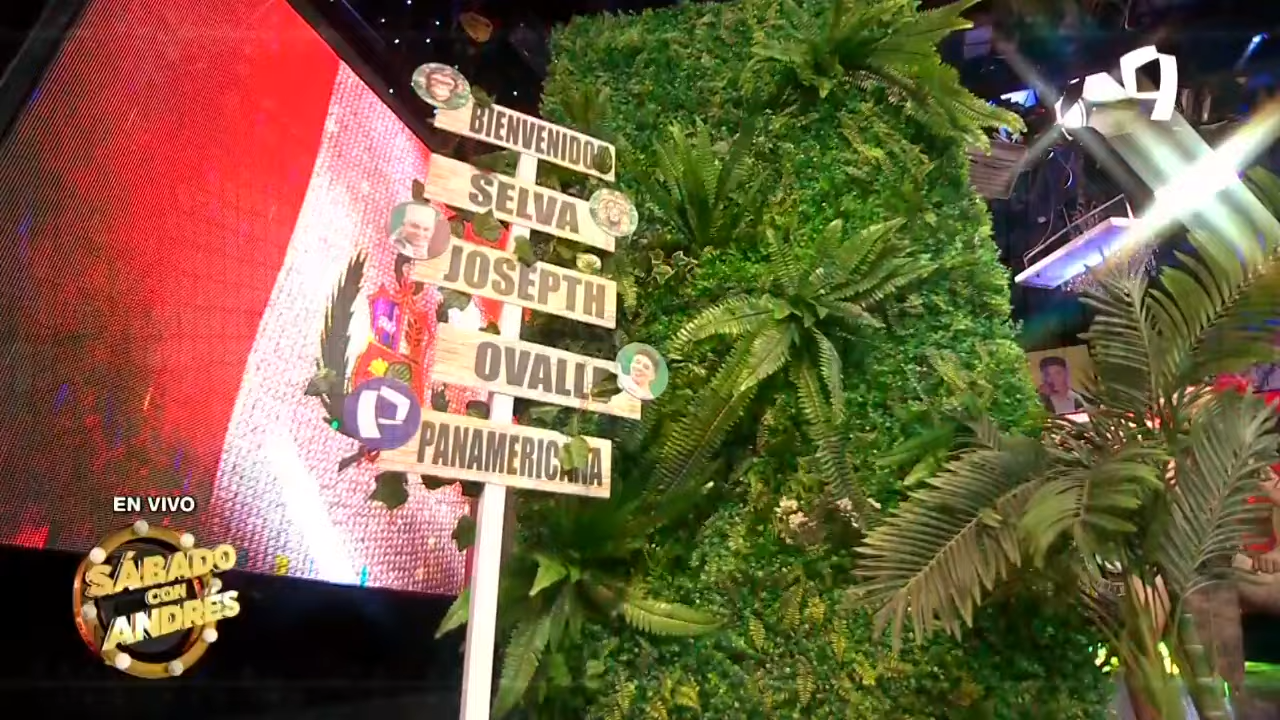 BIENVENIDO
SELVA
JOSEPTH
OVALLE
PANAMERICANA
EN VIVO
SÁBADO
CON
ANDRÉS